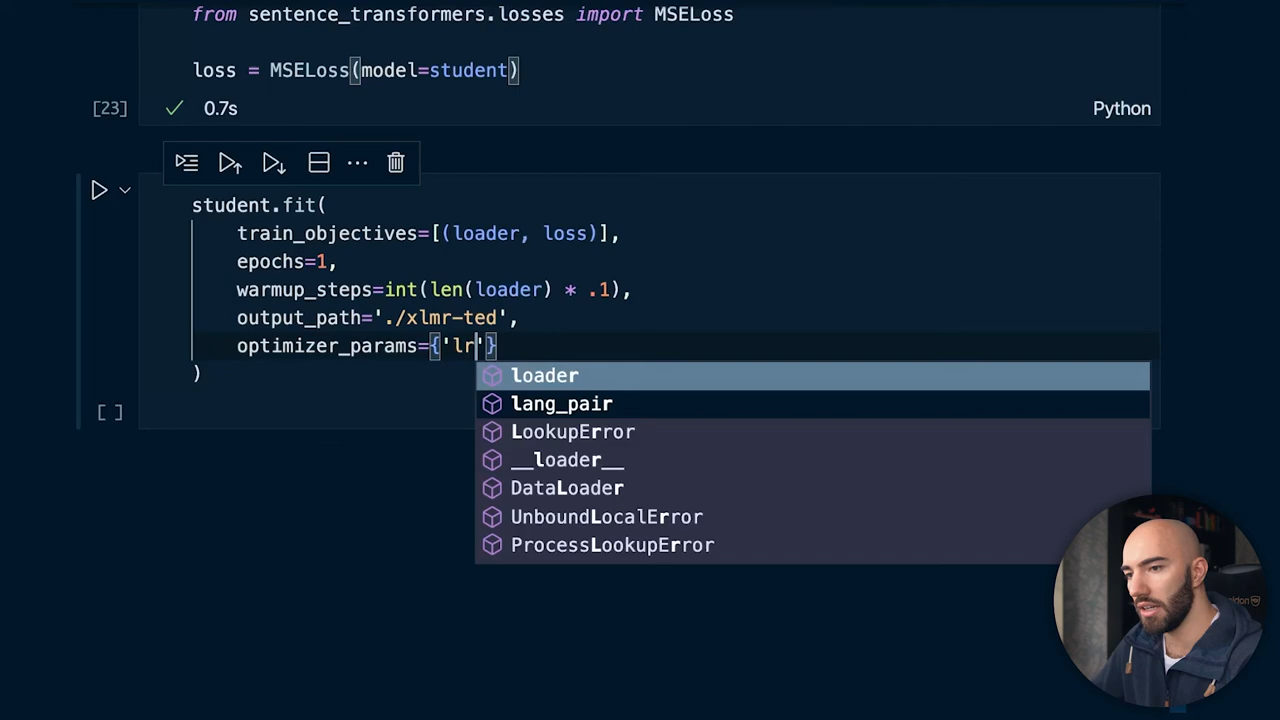 from sentence_transformers.losses import MSELoss
loss = MSELoss(model=student)
[23]
0.7s
Python
student.fit(
train_objectives=[(loader, loss)],
epochs=1,
warmup_steps=int(len(loader) * .1),
output_path='./xlmr-ted',
optimizer_params={'lr'}
)
[ ]
loader
lang_pair
LookupError
__loader__
DataLoader
UnboundLocalError
ProcessLookupError